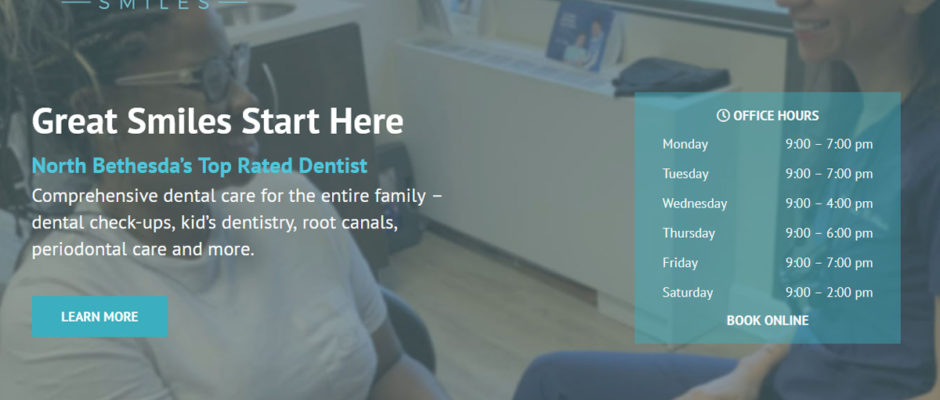 SMILES
Great Smiles Start Here
North Bethesda's Top Rated Dentist
Comprehensive dental care for the entire family –
dental check-ups, kid's dentistry, root canals,
periodontal care and more.
LEARN MORE
OFFICE HOURS
Monday 9:00 – 7:00 pm
Tuesday 9:00 – 7:00 pm
Wednesday 9:00 – 4:00 pm
Thursday 9:00 – 6:00 pm
Friday 9:00 – 7:00 pm
Saturday 9:00 – 2:00 pm
BOOK ONLINE